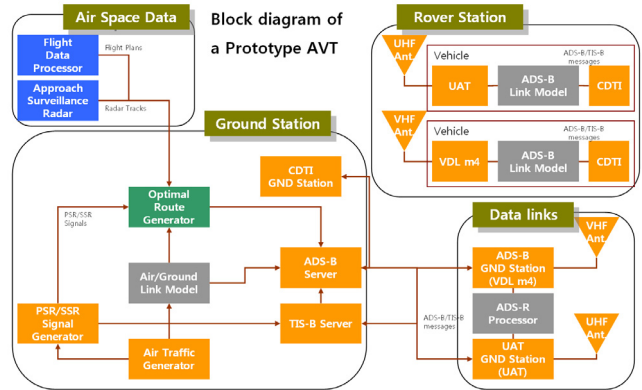 Air Space Data
Block diagram of
a Prototype AVT
Rover Station
Flight
Data
Processor
Flight Plans
Approach
Surveillance
Radar
Radar Tracks
UHF
Ant.
Vehicle
ADS-B/TIS-B
messages
UAT
ADS-B
Link Model
CDTI
VHF
Ant.
Vehicle
ADS-B/TIS-B
messages
VDL m4
ADS-B
Link Model
CDTI
Ground Station
CDTI
GND Station
Optimal
Route
Generator
PSR/SSR
Signals
Air/Ground
Link Model
ADS-B
Server
PSR/SSR
Signal
Generator
TIS-B Server
Air Traffic
Generator
ADS-B/TIS-B
messages
Data links
VHF
Ant.
ADS-B
GND Station
(VDL m4)
ADS-R
Processor
UHF
Ant.
UAT
GND Station
(UAT)